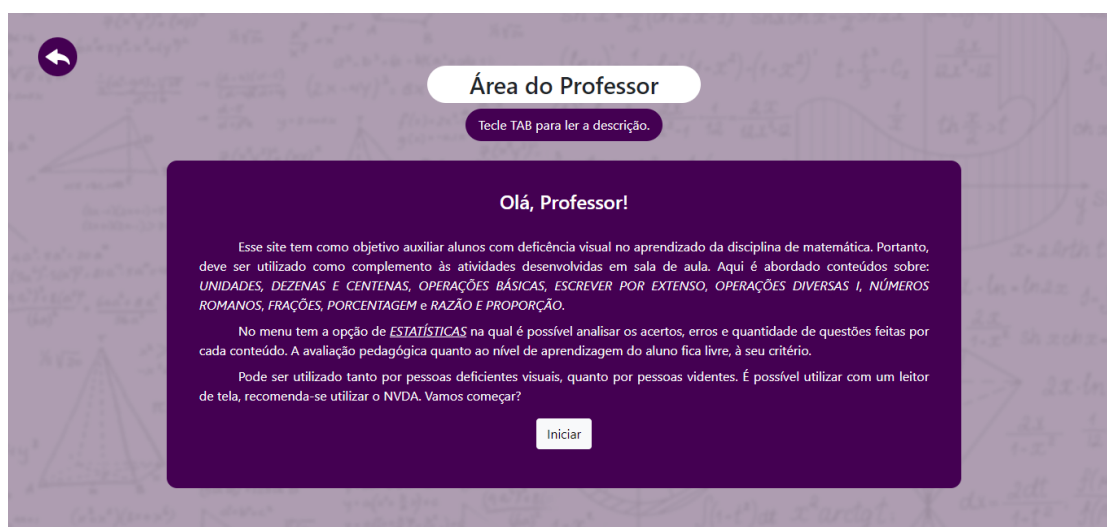 Área do Professor
Tecle TAB para ler a descrição.
Olá, Professor!
Esse site tem como objetivo auxiliar alunos com deficência visual no aprendizado da disciplina de matemática. Portanto,
deve ser utilizado como complemento às atividades desenvolvidas em sala de aula. Aqui é abordado conteúdos sobre:
UNIDADES, DEZENAS E CENTENAS, OPERAÇÕES BÁSICAS, ESCREVER POR EXTENSO, OPERAÇÕES DIVERSAS I, NÚMEROS
ROMANOS, FRAÇÕES, PORCENTAGEM e RAZÃO E PROPORÇÃO.
No menu tem a opção de ESTATÍSTICAS na qual é possível analisar os acertos, erros e quantidade de questões feitas por
cada conteúdo. A avaliação pedagógica quanto ao nível de aprendizagem do aluno fica livre, à seu critério.
Pode ser utilizado tanto por pessoas deficientes visuais, quanto por pessoas videntes. É possível utilizar com um leitor
de tela, recomenda-se utilizar o NVDA. Vamos começar?
Iniciar